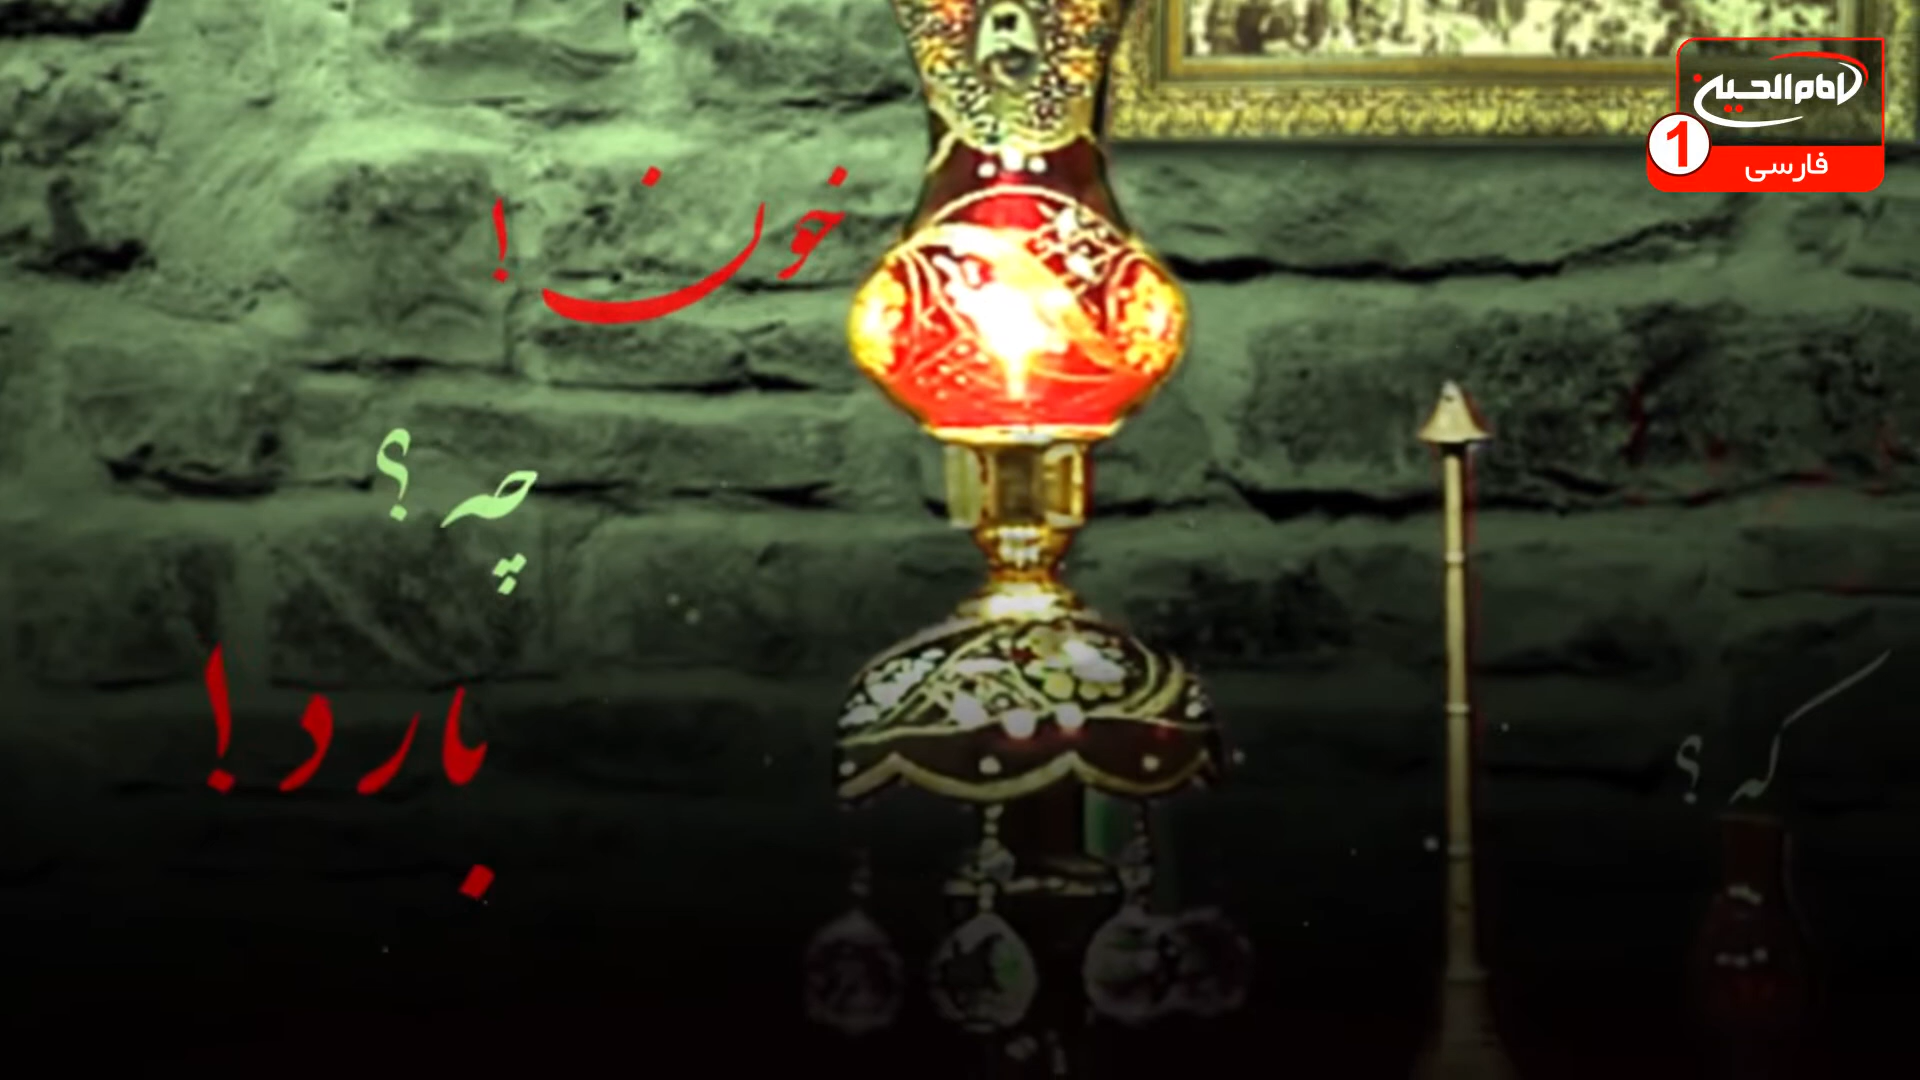 امام الحسین
1
فارسی
خون!
چه؟
بارد!
که؟